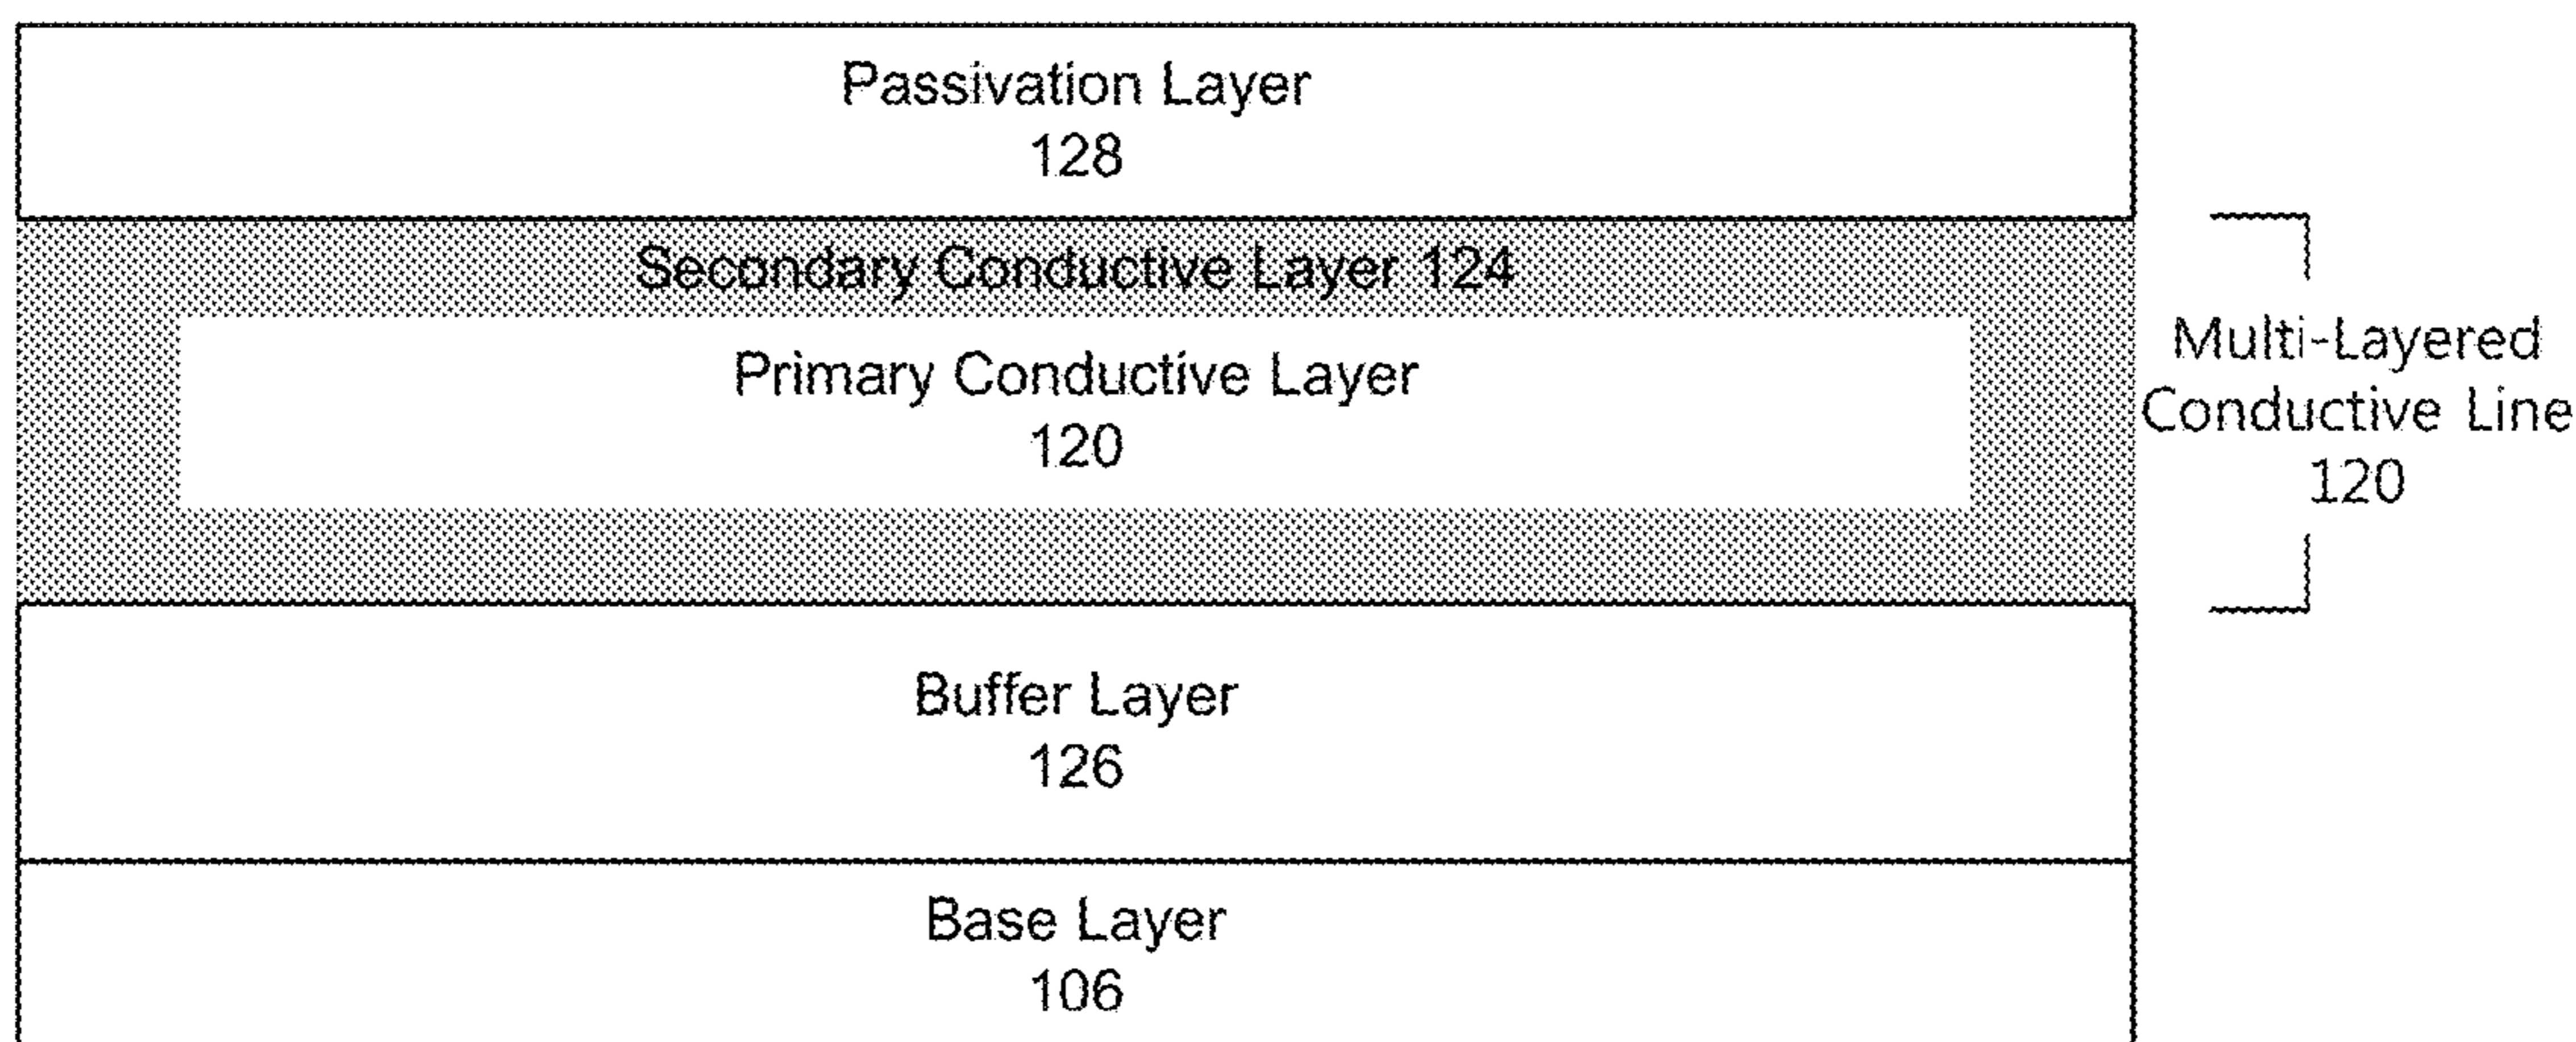 Passivation Layer
128
Secondary Conductive Layer 124
Primary Conductive Layer
120
Multi-Layered
Conductive Line
120
Buffer Layer
126
Base Layer
106